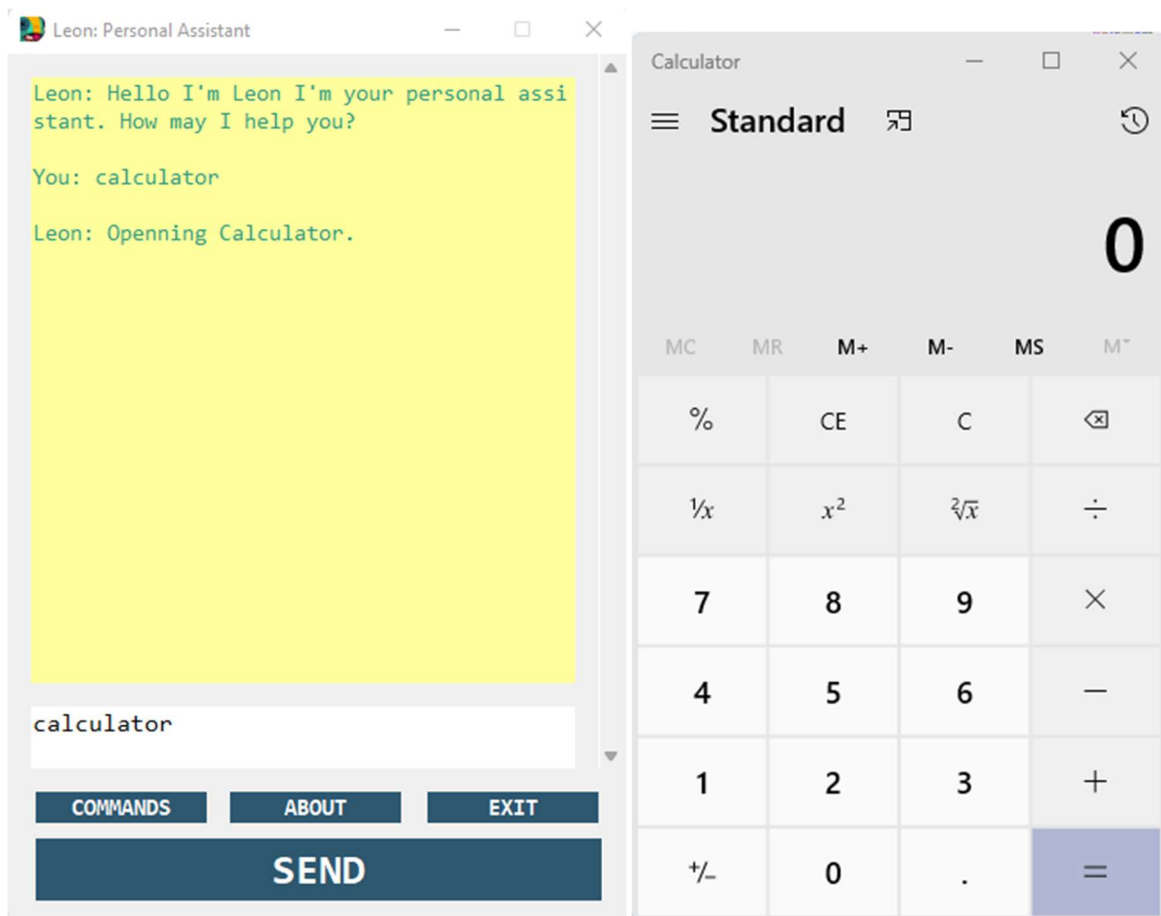 Leon: Personal Assistant
Leon: Hello I'm Leon I'm your personal assi
stant. How may I help you?
You: calculator
Leon: Openning Calculator.
calculator
COMMANDS ABOUT EXIT
SEND
Calculator
Standard
0
MC MR M+ M- MS M˅
% CE C
⅟x x² ²√x ÷
7 8 9 ×
4 5 6 −
1 2 3 +
+/− 0 . =